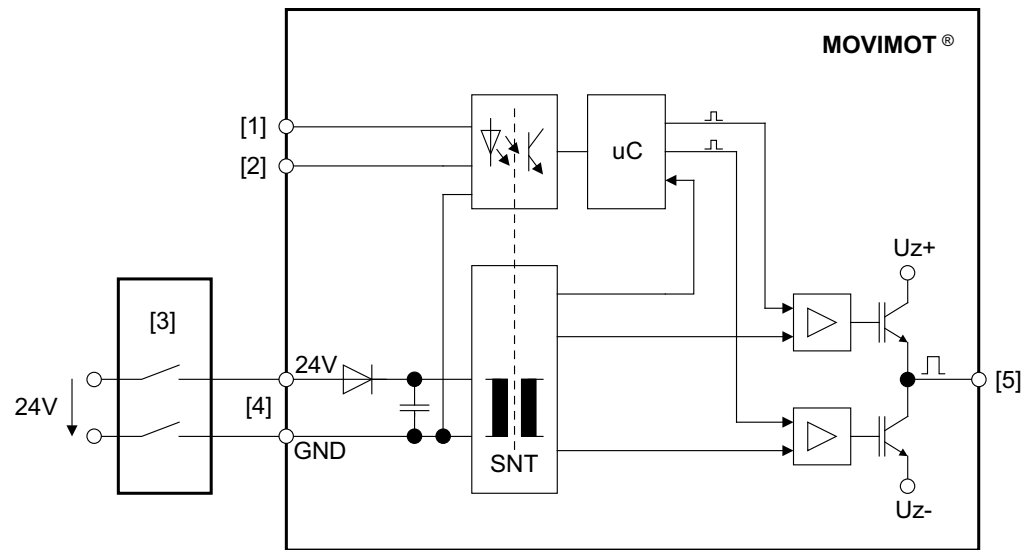 MOVIMOT ®
[1]
[2]
uC
Uz+
[3]
24V
[4]
24V
GND
SNT
[5]
Uz-